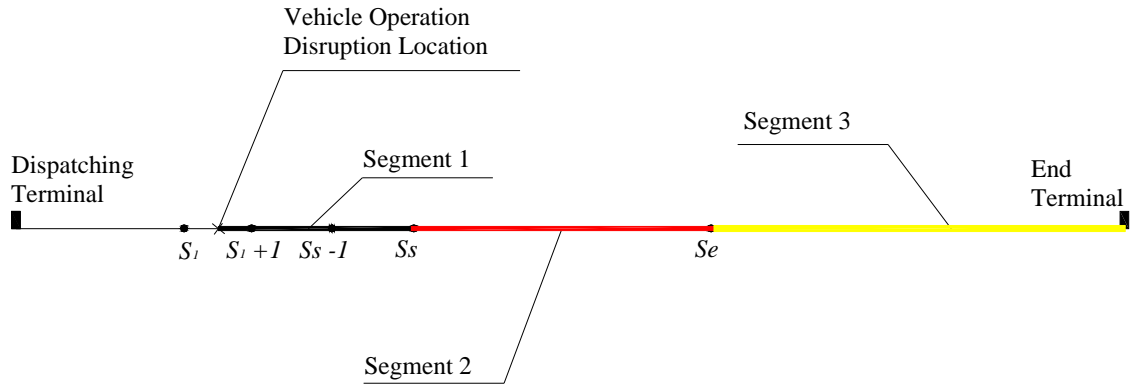 Vehicle Operation
Disruption Location
Segment 3
Segment 1
Dispatching
Terminal
End
Terminal
S₁ S₁ +1 Ss -1 Ss Se
Segment 2